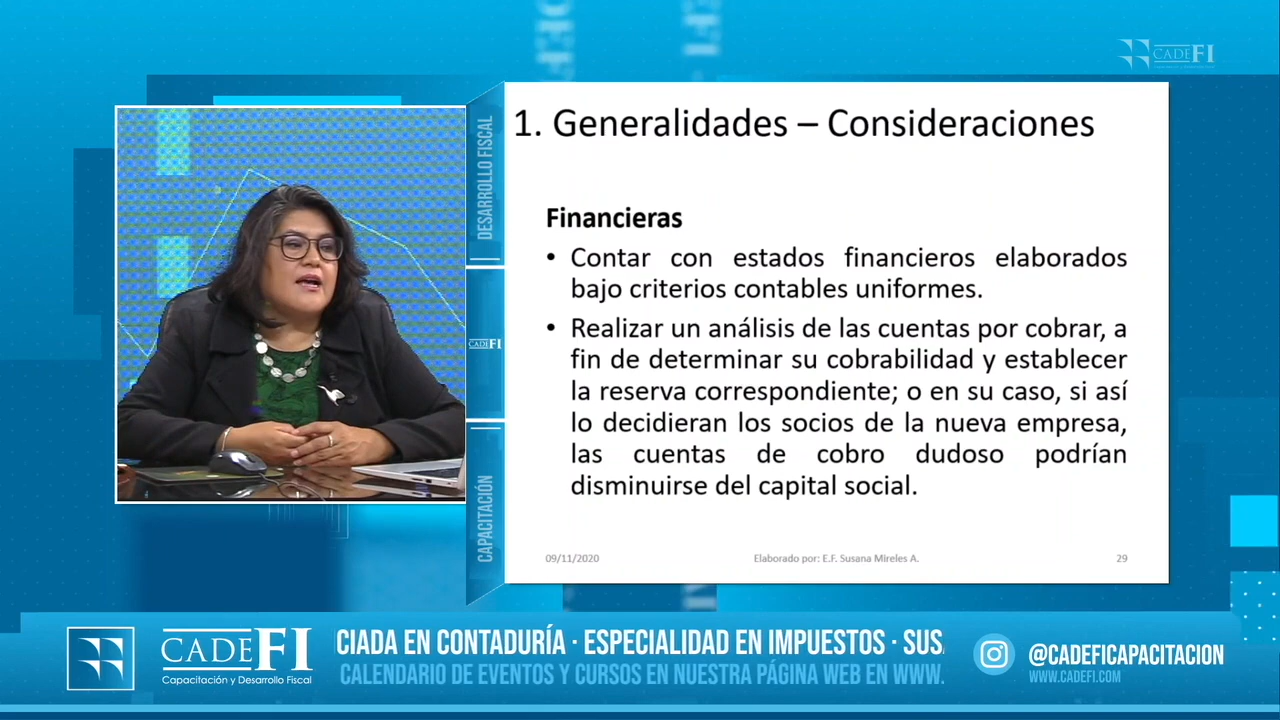 CADEFI
1. Generalidades – Consideraciones
Financieras
• Contar con estados financieros elaborados
bajo criterios contables uniformes.
• Realizar un análisis de las cuentas por cobrar, a
fin de determinar su cobrabilidad y establecer
la reserva correspondiente; o en su caso, si así
lo decidieran los socios de la nueva empresa,
las cuentas de cobro dudoso podrían
disminuirse del capital social.
09/11/2020 Elaborado por: E.F. Susana Mireles A. 29
DESARROLLO FISCAL
CADEFI
CAPACITACIÓN
CADEFI
Capacitación y Desarrollo Fiscal
CIADA EN CONTADURÍA · ESPECIALIDAD EN IMPUESTOS · SUSA
CALENDARIO DE EVENTOS Y CURSOS EN NUESTRA PÁGINA WEB EN WWW.
@CADEFICAPACITACION
WWW.CADEFI.COM